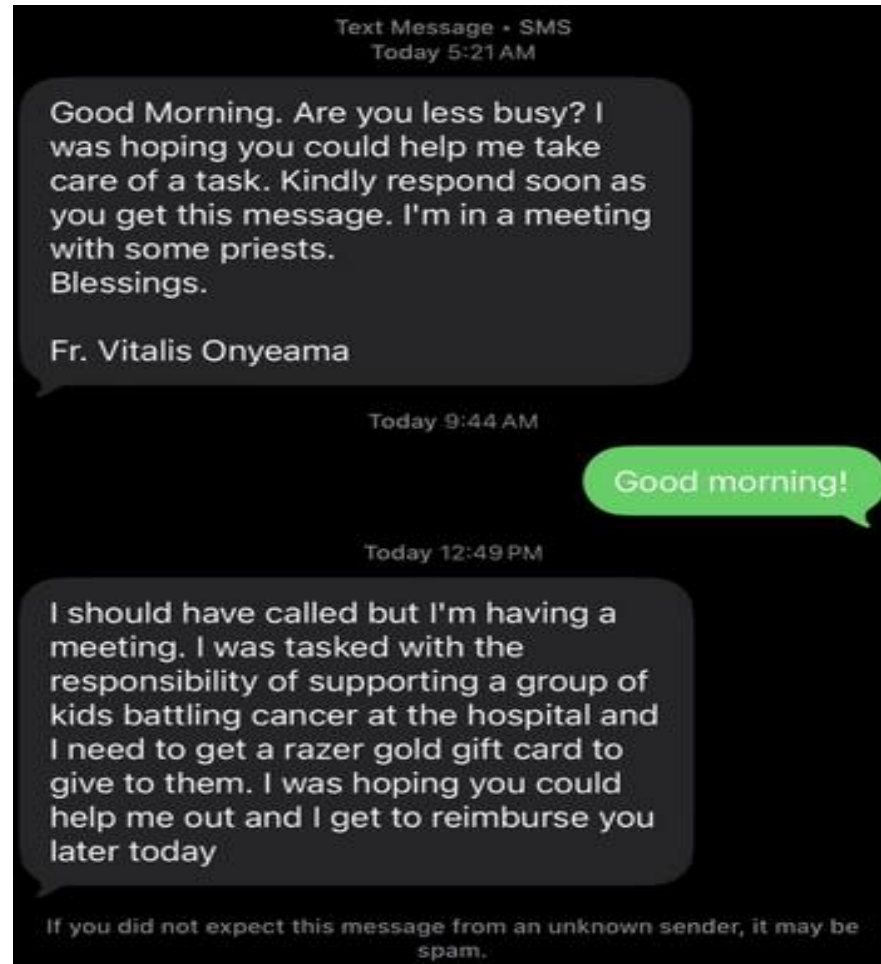 Text Message • SMS
Today 5:21 AM
Good Morning. Are you less busy? I
was hoping you could help me take
care of a task. Kindly respond soon as
you get this message. I'm in a meeting
with some priests.
Blessings.
Fr. Vitalis Onyeama
Today 9:44 AM
Good morning!
Today 12:49 PM
I should have called but I'm having a
meeting. I was tasked with the
responsibility of supporting a group of
kids battling cancer at the hospital and
I need to get a razer gold gift card to
give to them. I was hoping you could
help me out and I get to reimburse you
later today
If you did not expect this message from an unknown sender, it may be
spam.